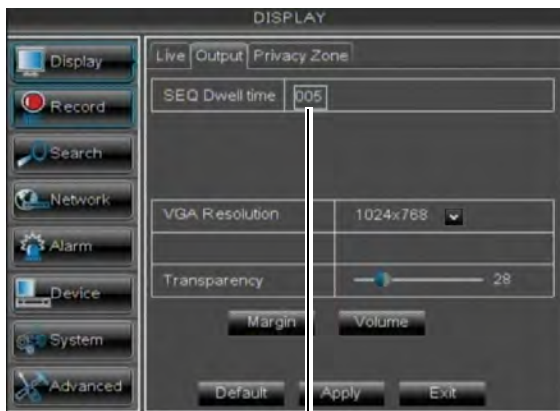 DISPLAY
Display
Record
Search
Network
Alarm
Device
System
Advanced
Live Output Privacy Zone
SEQ Dwell time 005
VGA Resolution 1024x768
Transparency 28
Margin Volume
Default Apply Exit